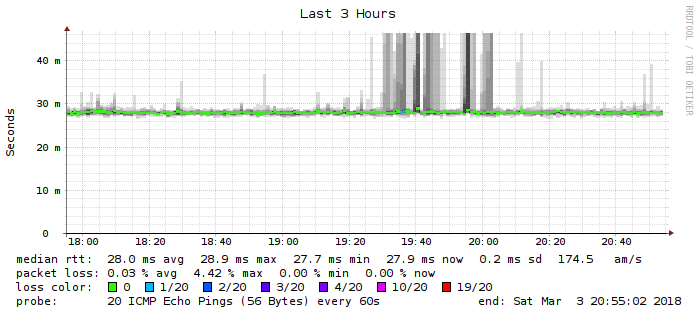 Last 3 Hours
RRDTOOL / TOBI OETIKER
Seconds
40 m
30 m
20 m
10 m
0
18:00 18:20 18:40 19:00 19:20 19:40 20:00 20:20 20:40
median rtt: 28.0 ms avg 28.9 ms max 27.7 ms min 27.9 ms now 0.2 ms sd 174.5 am/s
packet loss: 0.03 % avg 4.42 % max 0.00 % min 0.00 % now
loss color: 0 1/20 2/20 3/20 4/20 10/20 19/20
probe: 20 ICMP Echo Pings (56 Bytes) every 60s end: Sat Mar 3 20:55:02 2018